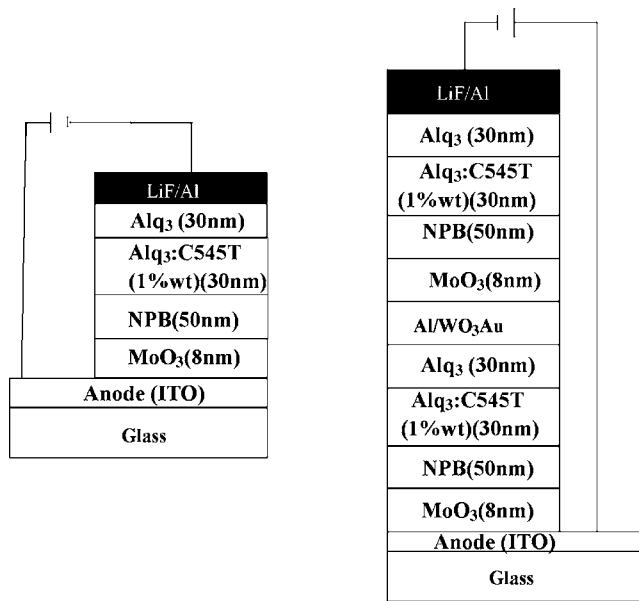 LiF/Al
Alq₃ (30nm)
Alq₃:C545T
(1%wt)(30nm)
NPB(50nm)
MoO₃(8nm)
Anode (ITO)
Glass
LiF/Al
Alq₃ (30nm)
Alq₃:C545T
(1%wt)(30nm)
NPB(50nm)
MoO₃(8nm)
Al/WO₃Au
Alq₃ (30nm)
Alq₃:C545T
(1%wt)(30nm)
NPB(50nm)
MoO₃(8nm)
Anode (ITO)
Glass